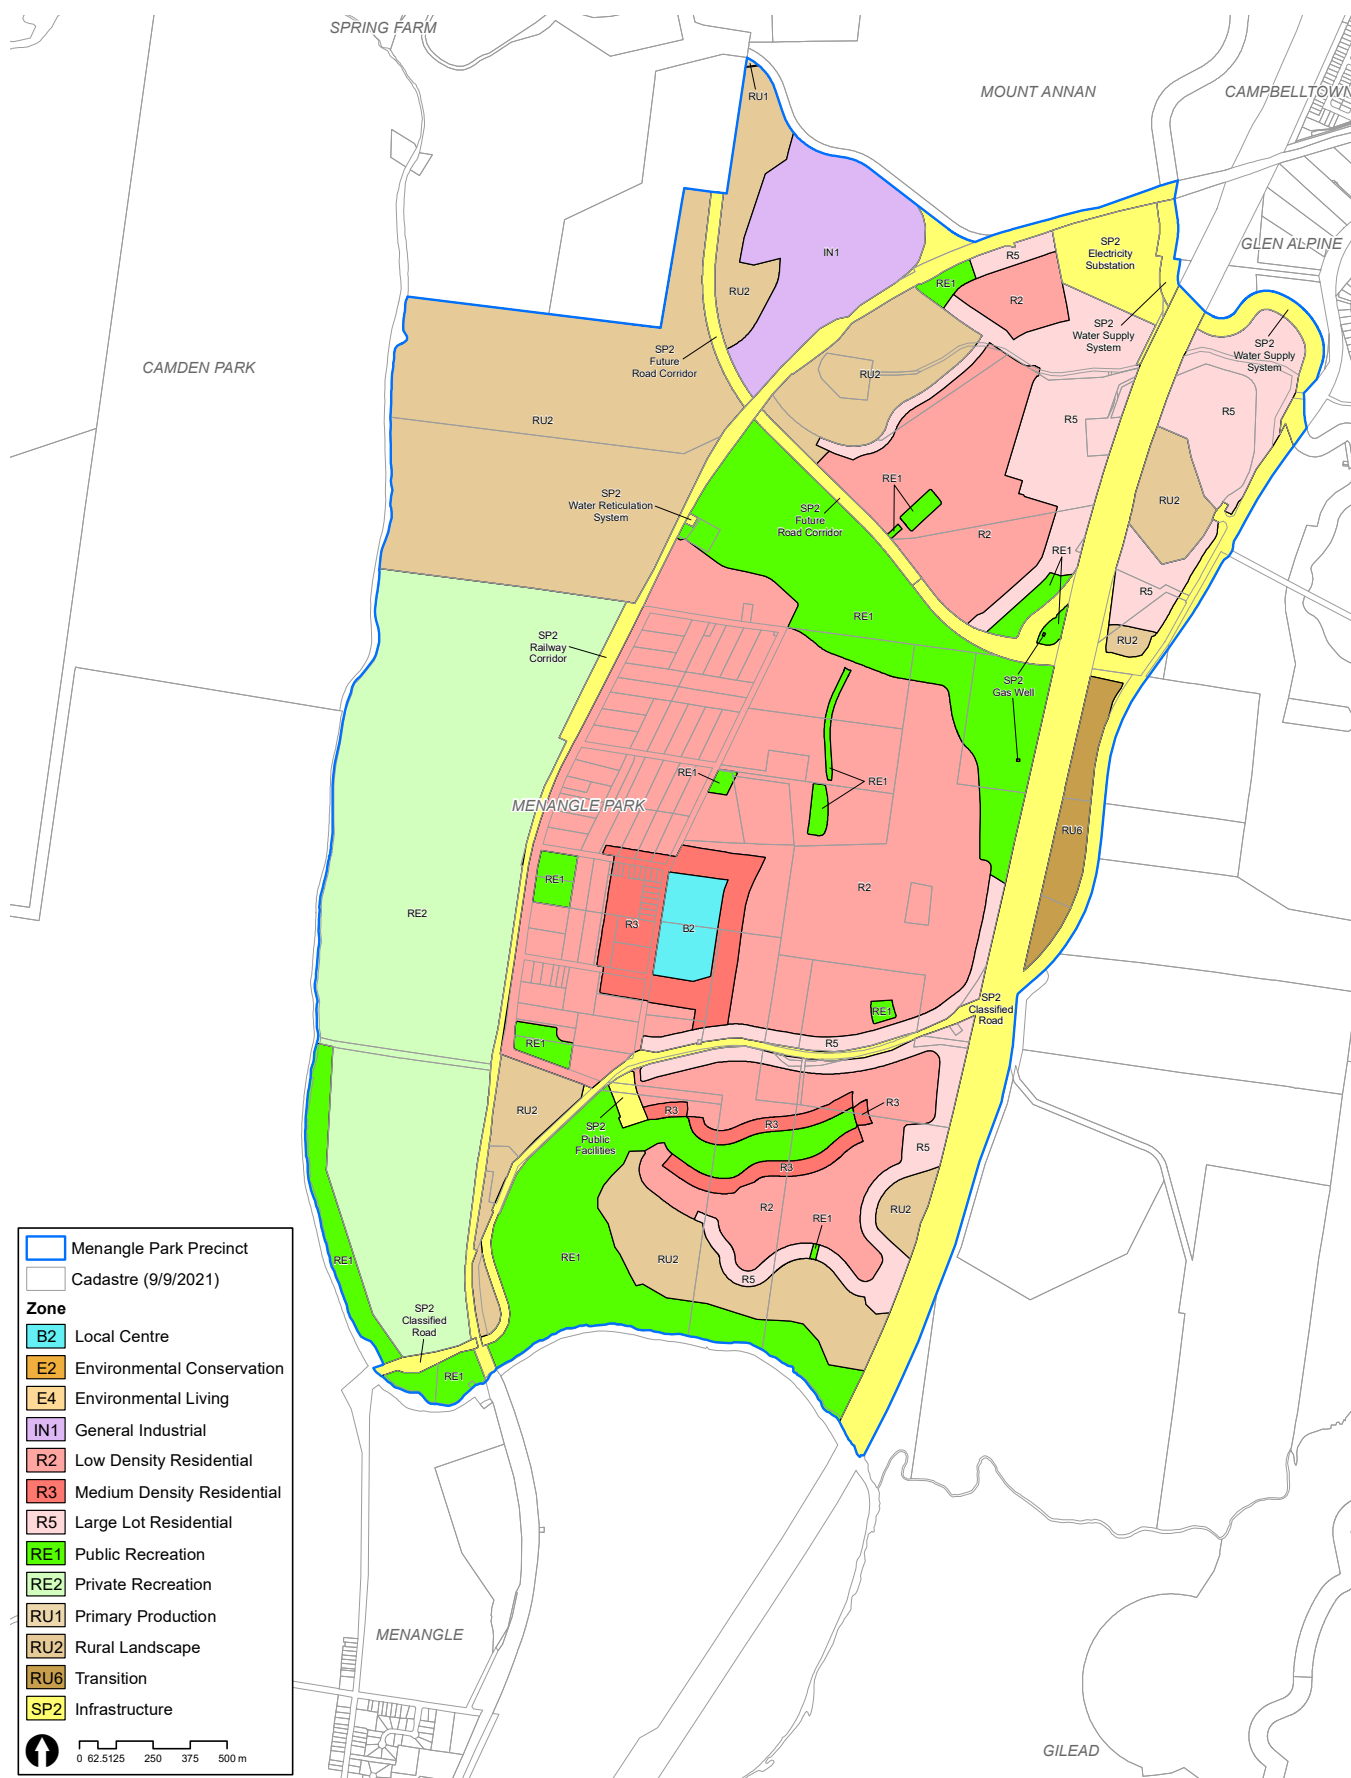 SPRING FARM
MOUNT ANNAN
CAMPBELLTOWN
RU1
GLEN ALPINE
IN1
SP2
Electricity
Substation
R5
RE1
R2
RU2
SP2
Water Supply
System
SP2
Water Supply
System
SP2
Future
Road Corridor
CAMDEN PARK
RU2
R5
R5
RU2
RE1
SP2
Water Reticulation
System
SP2
Future
Road Corridor
RU2
R2
RE1
R5
RE1
SP2
Railway
Corridor
RU2
SP2
Gas Well
RE1
RE1
MENANGLE PARK
RU6
RE1
R2
RE2
R3
B2
SP2
Classified
Road
RE1
RE1
R5
RU2
R3
R3
R3
SP2
Public
Facilities
R5
R3
R2
RU2
RE1
RE1
RU2
R5
RE1
SP2
Classified
Road
RE1
Menangle Park Precinct
Cadastre (9/9/2021)
Zone
B2 Local Centre
E2 Environmental Conservation
E4 Environmental Living
IN1 General Industrial
R2 Low Density Residential
R3 Medium Density Residential
R5 Large Lot Residential
RE1 Public Recreation
RE2 Private Recreation
RU1 Primary Production
RU2 Rural Landscape
RU6 Transition
SP2 Infrastructure
0 62.5125 250 375 500 m
MENANGLE
GILEAD